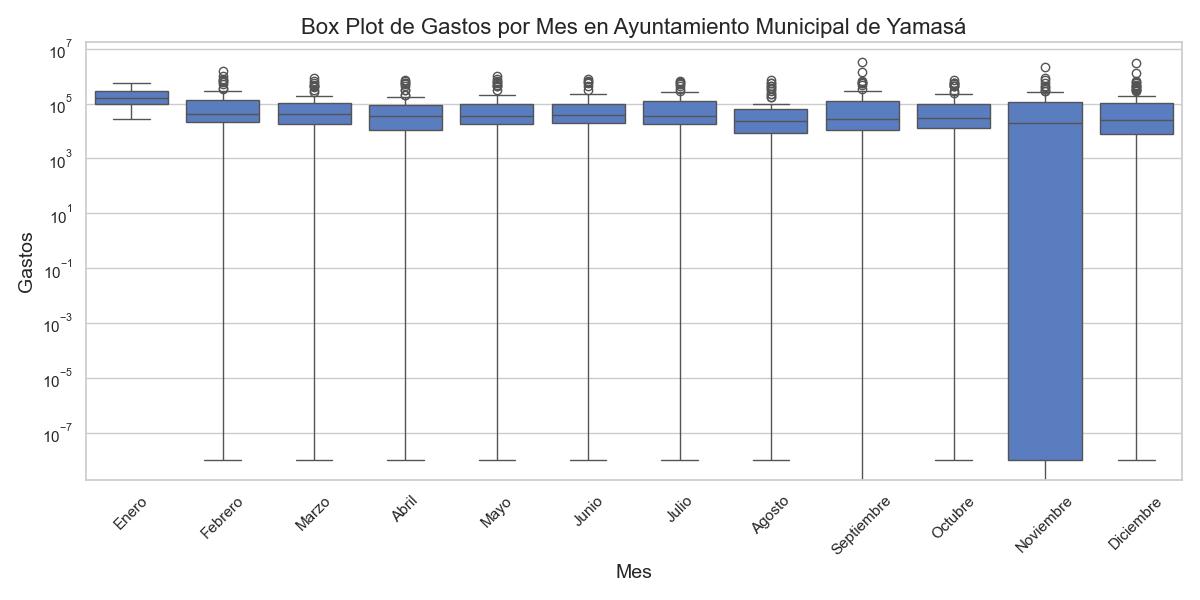 Box Plot de Gastos por Mes en Ayuntamiento Municipal de Yamasá
Gastos
10^7
10^5
10^3
10^1
10^−1
10^−3
10^−5
10^−7
Enero
Febrero
Marzo
Abril
Mayo
Junio
Julio
Agosto
Septiembre
Octubre
Noviembre
Diciembre
Mes